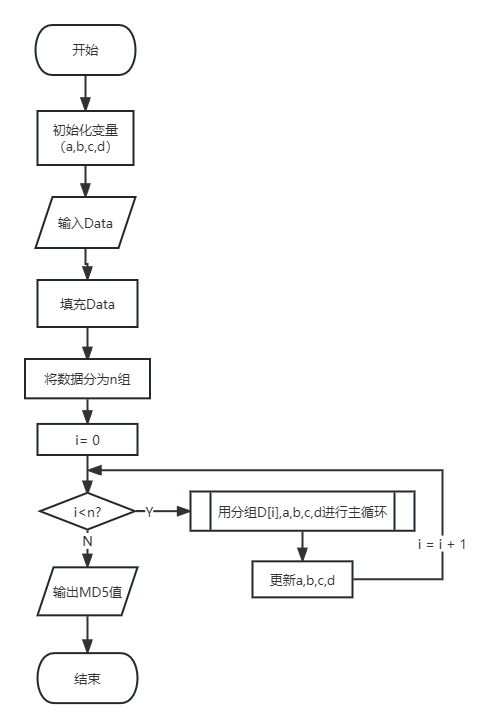 开始
初始化变量
（a,b,c,d）
输入Data
填充Data
将数据分为n组
i= 0
i<n?
Y
用分组D[i],a,b,c,d进行主循环
N
i = i + 1
更新a,b,c,d
输出MD5值
结束